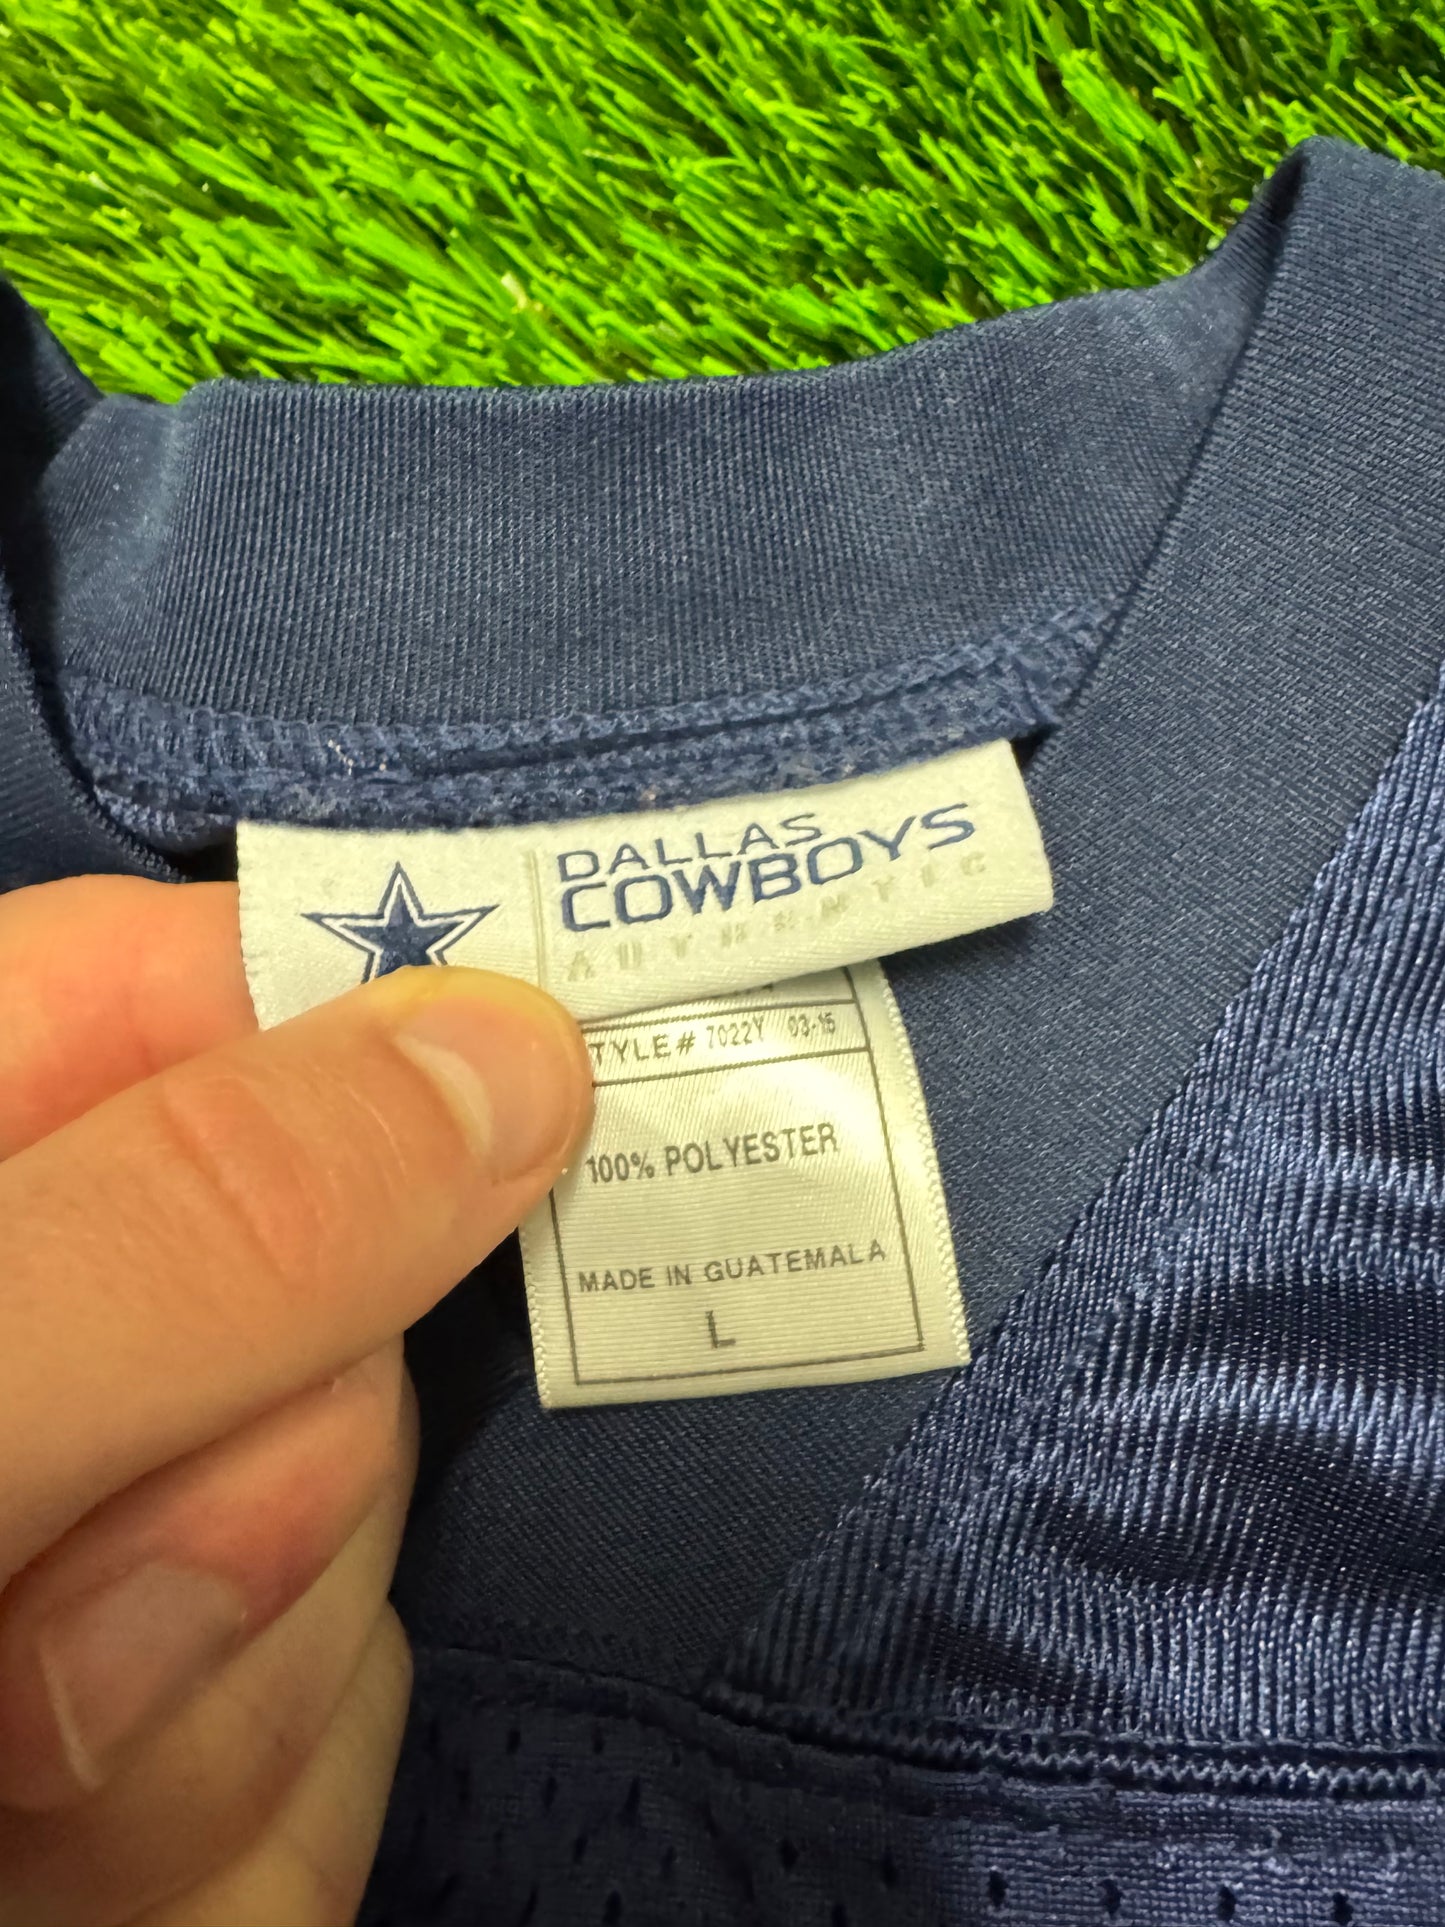 DALLAS
COWBOYS
AUTHENTIC
TYLE# 7022Y 03-15
100% POLYESTER
MADE IN GUATEMALA
L